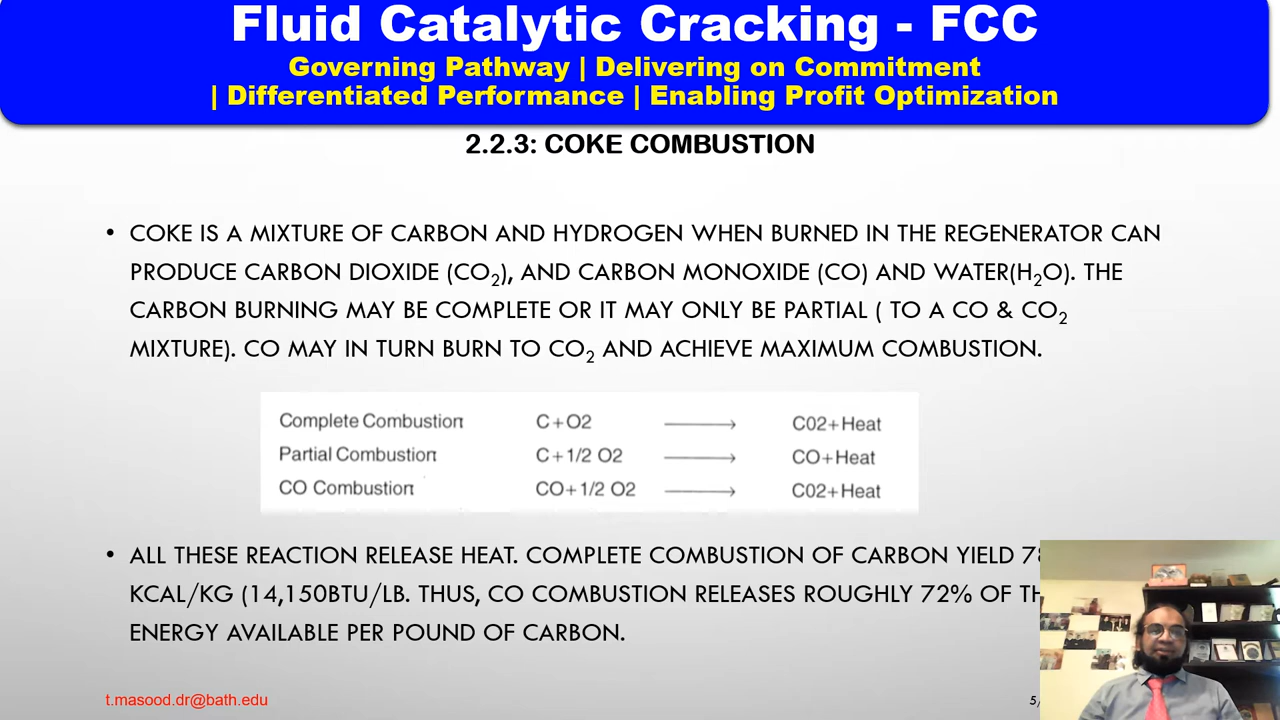 Fluid Catalytic Cracking - FCC
Governing Pathway | Delivering on Commitment
| Differentiated Performance | Enabling Profit Optimization
2.2.3: COKE COMBUSTION
• COKE IS A MIXTURE OF CARBON AND HYDROGEN WHEN BURNED IN THE REGENERATOR CAN
PRODUCE CARBON DIOXIDE (CO₂), AND CARBON MONOXIDE (CO) AND WATER(H₂O). THE
CARBON BURNING MAY BE COMPLETE OR IT MAY ONLY BE PARTIAL ( TO A CO & CO₂
MIXTURE). CO MAY IN TURN BURN TO CO₂ AND ACHIEVE MAXIMUM COMBUSTION.
Complete Combustion C+O2 ⟶ C02+Heat
Partial Combustion C+1/2 O2 ⟶ CO+Heat
CO Combustion CO+1/2 O2 ⟶ C02+Heat
• ALL THESE REACTION RELEASE HEAT. COMPLETE COMBUSTION OF CARBON YIELD
KCAL/KG (14,150BTU/LB. THUS, CO COMBUSTION RELEASES ROUGHLY 72% OF
ENERGY AVAILABLE PER POUND OF CARBON.
t.masood.dr@bath.edu